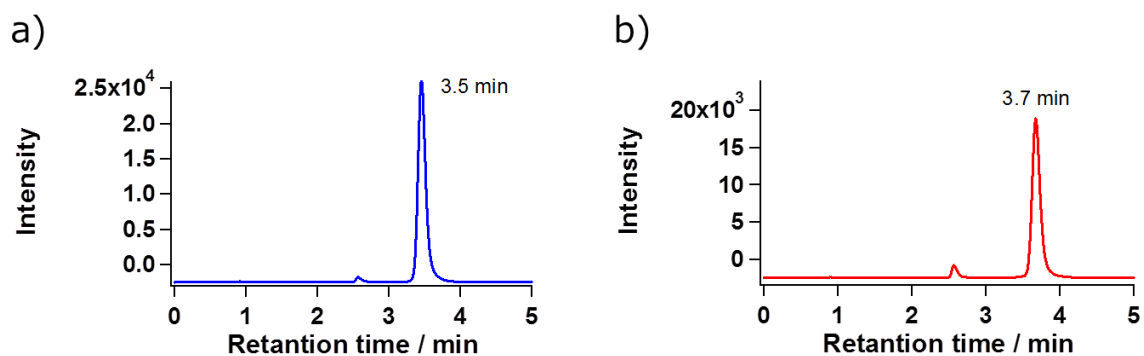 a)
2.5x10⁴
2.0
1.5
1.0
0.5
0.0
Intensity
3.5 min
0 1 2 3 4 5
Retantion time / min
b)
20x10³
15
10
5
0
Intensity
3.7 min
0 1 2 3 4 5
Retantion time / min